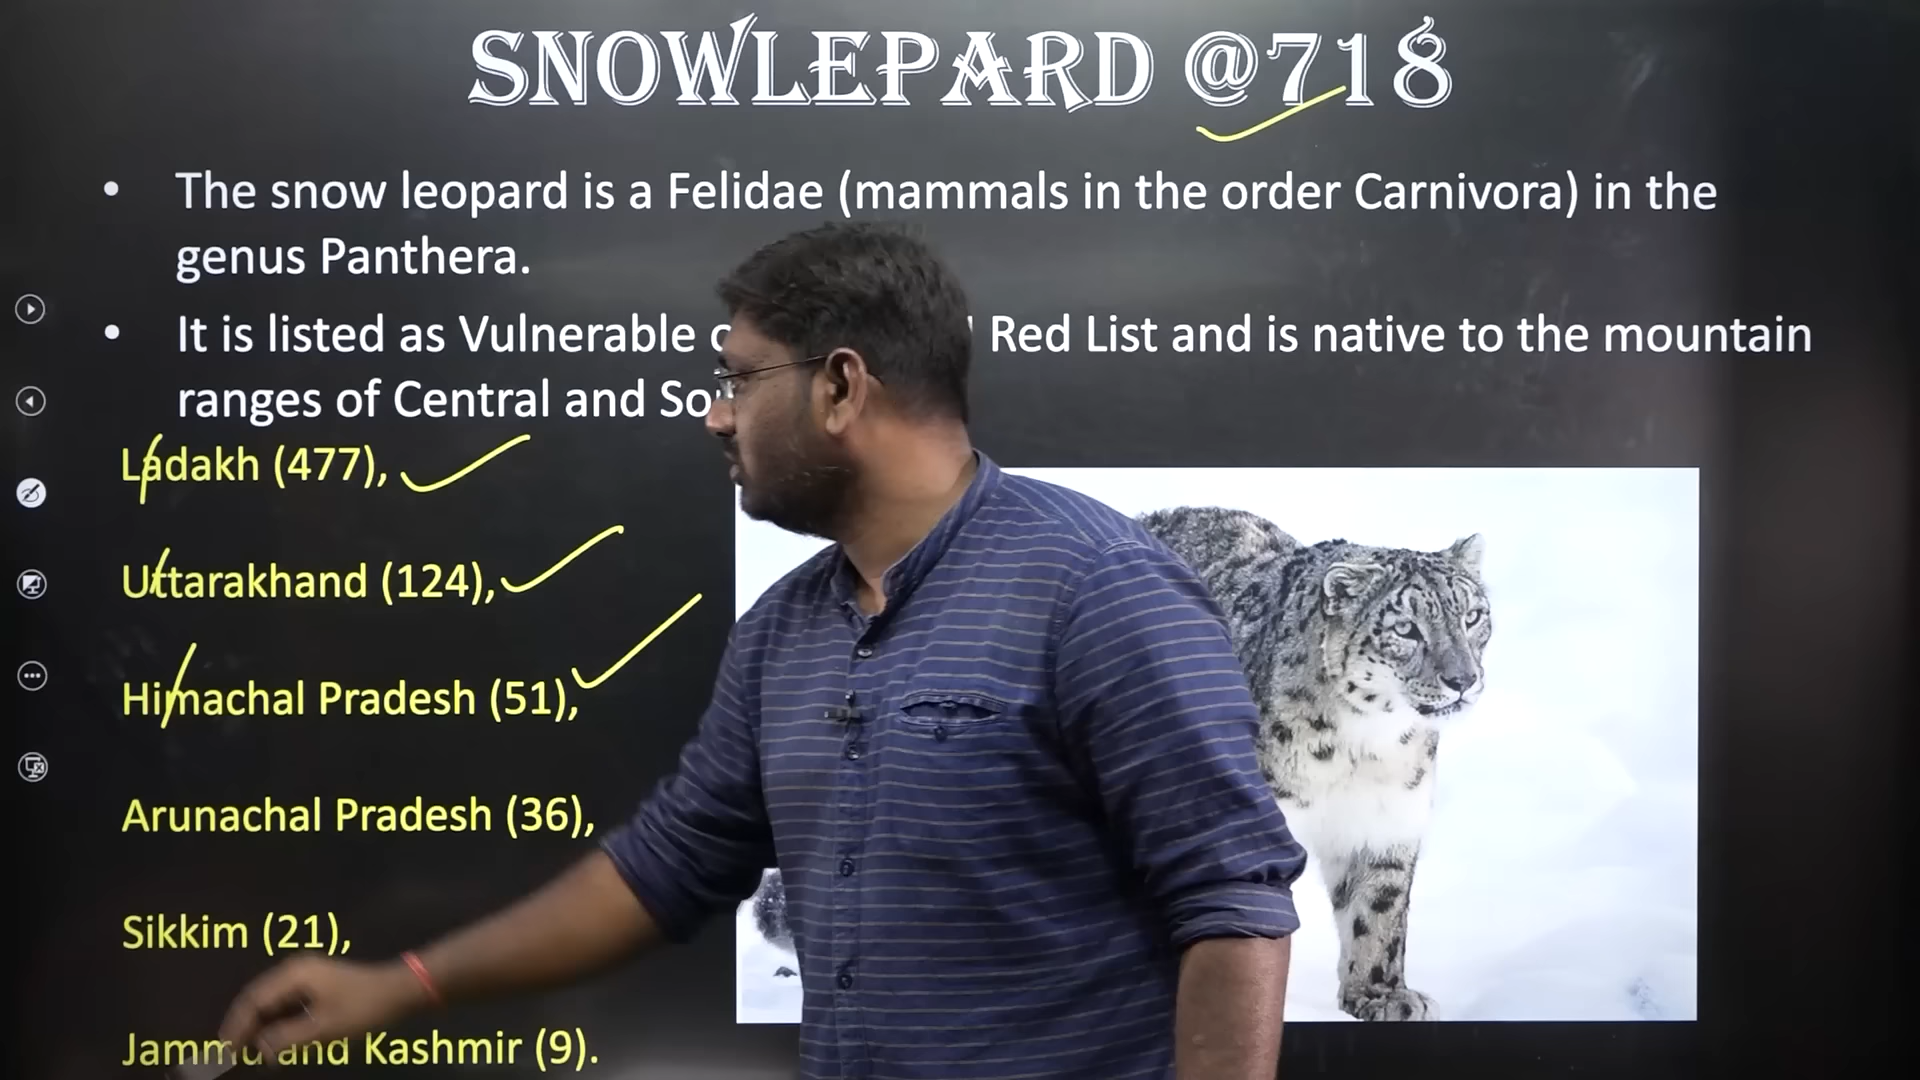 SNOWLEPARD @718
• The snow leopard is a Felidae (mammals in the order Carnivora) in the
genus Panthera.
• It is listed as Vulnerable Red List and is native to the mountain
ranges of Central and
Ladakh (477),
Uttarakhand (124),
Himachal Pradesh (51),
Arunachal Pradesh (36),
Sikkim (21),
Jammu and Kashmir (9).